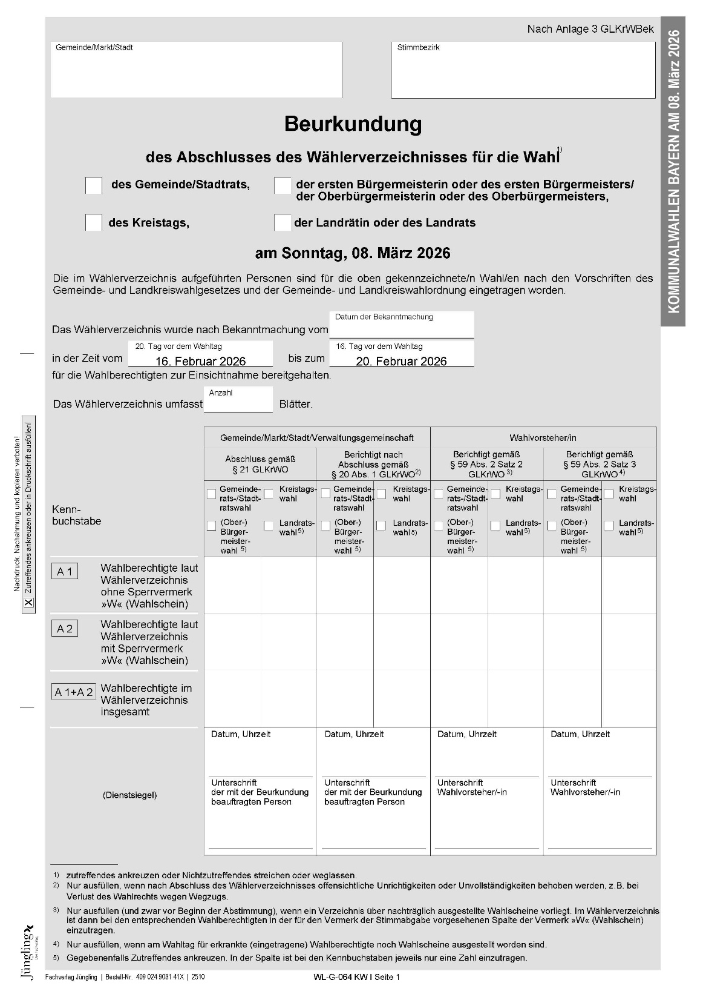 Nach Anlage 3 GLKrWBek
KOMMUNALWAHLEN BAYERN AM 08. März 2026
Gemeinde/Markt/Stadt
Stimmbezirk
Beurkundung
des Abschlusses des Wählerverzeichnisses für die Wahl 1)
des Gemeinde/Stadtrats,
der ersten Bürgermeisterin oder des ersten Bürgermeisters/
der Oberbürgermeisterin oder des Oberbürgermeisters,
des Kreistags,
der Landrätin oder des Landrats
am Sonntag, 08. März 2026
Die im Wählerverzeichnis aufgeführten Personen sind für die oben gekennzeichnete/n Wahl/en nach den Vorschriften des
Gemeinde- und Landkreiswahlgesetzes und der Gemeinde- und Landkreiswahlordnung eingetragen worden.
Datum der Bekanntmachung
Das Wählerverzeichnis wurde nach Bekanntmachung vom
20. Tag vor dem Wahltag
16. Tag vor dem Wahltag
in der Zeit vom 16. Februar 2026 bis zum 20. Februar 2026
für die Wahlberechtigten zur Einsichtnahme bereitgehalten.
Anzahl
Das Wählerverzeichnis umfasst Blätter.
Nachdruck. Nachahmung und kopieren verboten!
X Zutreffendes ankreuzen oder in Druckschrift ausfüllen!
Gemeinde/Markt/Stadt/Verwaltungsgemeinschaft
Wahlvorsteher/in
Abschluss gemäß
§ 21 GLKrWO
Berichtigt nach
Abschluss gemäß
§ 20 Abs. 1 GLKrWO2)
Berichtigt gemäß
§ 59 Abs. 2 Satz 2
GLKrWO 3)
Berichtigt gemäß
§ 59 Abs. 2 Satz 3
GLKrWO 4)
Kenn-
buchstabe
Gemeinde-
rats-/Stadt-
ratswahl
Kreistags-
wahl
Gemeinde-
rats-/Stadt-
ratswahl
Kreistags-
wahl
Gemeinde-
rats-/Stadt-
ratswahl
Kreistags-
wahl
Gemeinde-
rats-/Stadt-
ratswahl
Kreistags-
wahl
(Ober-)
Bürger-
meister-
wahl 5)
Landrats-
wahl 5)
(Ober-)
Bürger-
meister-
wahl 5)
Landrats-
wahl 5)
(Ober-)
Bürger-
meister-
wahl 5)
Landrats-
wahl 5)
(Ober-)
Bürger-
meister-
wahl 5)
Landrats-
wahl 5)
A 1
Wahlberechtigte laut
Wählerverzeichnis
ohne Sperrvermerk
»W« (Wahlschein)
A 2
Wahlberechtigte laut
Wählerverzeichnis
mit Sperrvermerk
»W« (Wahlschein)
A 1+A 2
Wahlberechtigte im
Wählerverzeichnis
insgesamt
Datum, Uhrzeit
Datum, Uhrzeit
Datum, Uhrzeit
Datum, Uhrzeit
(Dienstsiegel)
Unterschrift
der mit der Beurkundung
beauftragten Person
Unterschrift
der mit der Beurkundung
beauftragten Person
Unterschrift
Wahlvorsteher/-in
Unterschrift
Wahlvorsteher/-in
1) zutreffendes ankreuzen oder Nichtzutreffendes streichen oder weglassen.
2) Nur ausfüllen, wenn nach Abschluss des Wählerverzeichnisses offensichtliche Unrichtigkeiten oder Unvollständigkeiten behoben werden, z.B. bei
Verlust des Wahlrechts wegen Wegzugs.
3) Nur ausfüllen (und zwar vor Beginn der Abstimmung), wenn ein Verzeichnis über nachträglich ausgestellte Wahlscheine vorliegt. Im Wählerverzeichnis
ist dann bei den entsprechenden Wahlberechtigten in der für den Vermerk der Stimmabgabe vorgesehenen Spalte der Vermerk »W« (Wahlschein)
einzutragen.
4) Nur ausfüllen, wenn am Wahltag für erkrankte (eingetragene) Wahlberechtigte noch Wahlscheine ausgestellt worden sind.
5) Gegebenenfalls Zutreffendes ankreuzen. In der Spalte ist bei den Kennbuchstaben jeweils nur eine Zahl einzutragen.
Jüngling
Der Fachverlag
Fachverlag Jüngling | Bestell-Nr. 409 024 9081 41X | 2510
WL-G-064 KW I Seite 1